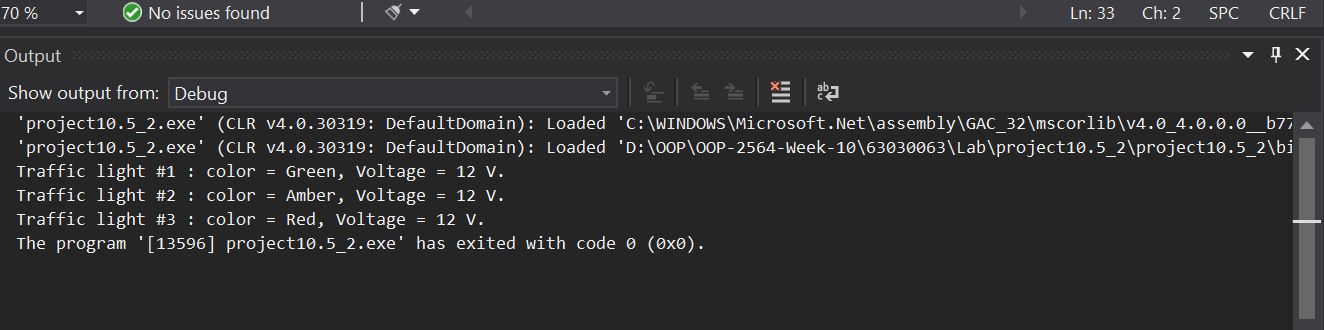 70 % No issues found Ln: 33 Ch: 2 SPC CRLF
Output
Show output from: Debug
'project10.5_2.exe' (CLR v4.0.30319: DefaultDomain): Loaded 'C:\WINDOWS\Microsoft.Net\assembly\GAC_32\mscorlib\v4.0_4.0.0.0__b77
'project10.5_2.exe' (CLR v4.0.30319: DefaultDomain): Loaded 'D:\OOP\OOP-2564-Week-10\63030063\Lab\project10.5_2\project10.5_2\bi
Traffic light #1 : color = Green, Voltage = 12 V.
Traffic light #2 : color = Amber, Voltage = 12 V.
Traffic light #3 : color = Red, Voltage = 12 V.
The program '[13596] project10.5_2.exe' has exited with code 0 (0x0).